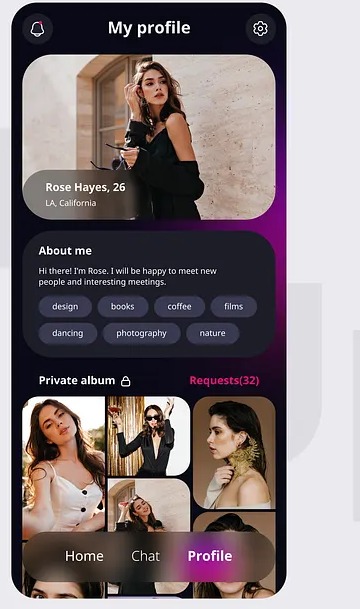 My profile
Rose Hayes, 26
LA, California
About me
Hi there! I'm Rose. I will be happy to meet new
people and interesting meetings.
design books coffee films
dancing photography nature
Private album Requests(32)
Home Chat Profile